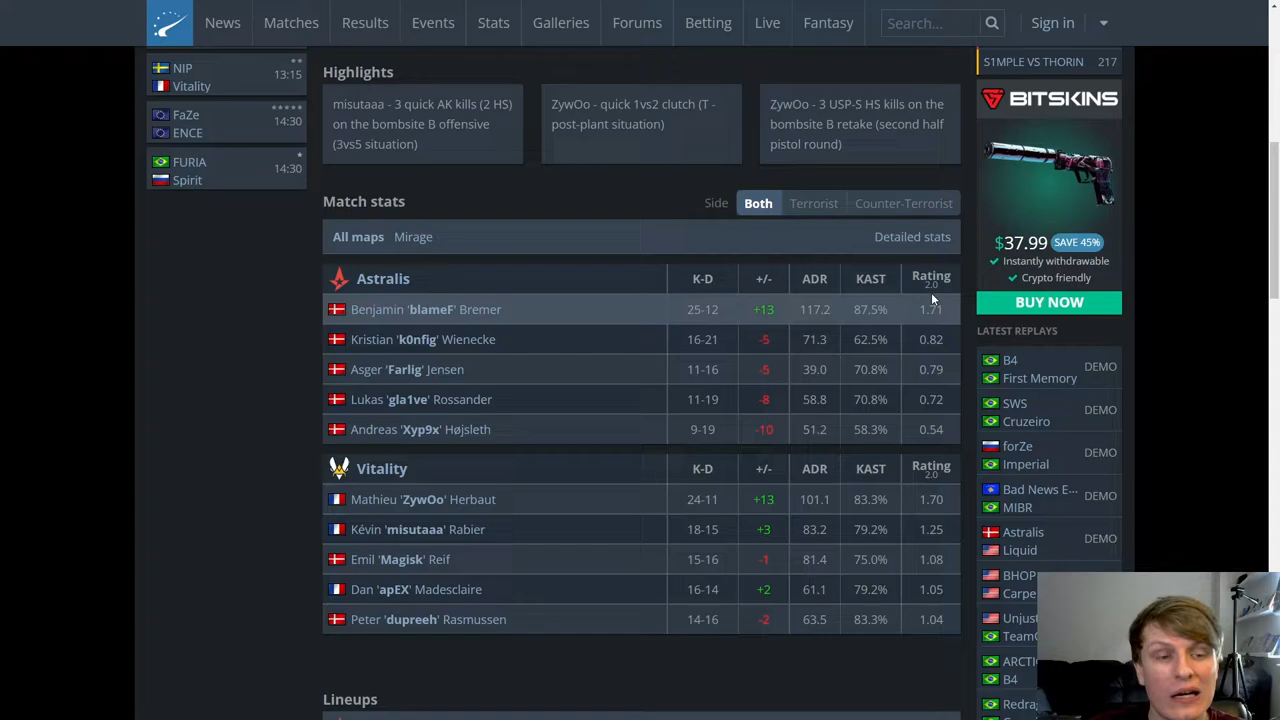 News
Matches
Results
Events
Stats
Galleries
Forums
Betting
Live
Fantasy
Search...
Sign in
NIP
13:15
Vitality
FaZe
14:30
ENCE
FURIA
14:30
Spirit
Highlights
misutaaa - 3 quick AK kills (2 HS)
on the bombsite B offensive
(3vs5 situation)
ZywOo - quick 1vs2 clutch (T -
post-plant situation)
ZywOo - 3 USP-S HS kills on the
bombsite B retake (second half
pistol round)
Match stats
Side
Both
Terrorist
Counter-Terrorist
All maps
Mirage
Detailed stats
Astralis K-D +/- ADR KAST Rating
2.0
Benjamin 'blameF' Bremer 25-12 +13 117.2 87.5% 1.71
Kristian 'k0nfig' Wienecke 16-21 -5 71.3 62.5% 0.82
Asger 'Farlig' Jensen 11-16 -5 39.0 70.8% 0.79
Lukas 'gla1ve' Rossander 11-19 -8 58.8 70.8% 0.72
Andreas 'Xyp9x' Højsleth 9-19 -10 51.2 58.3% 0.54
Vitality K-D +/- ADR KAST Rating
2.0
Mathieu 'ZywOo' Herbaut 24-11 +13 101.1 83.3% 1.70
Kévin 'misutaaa' Rabier 18-15 +3 83.2 79.2% 1.25
Emil 'Magisk' Reif 15-16 -1 81.4 75.0% 1.08
Dan 'apEX' Madesclaire 16-14 +2 61.1 79.2% 1.05
Peter 'dupreeh' Rasmussen 14-16 -2 63.5 83.3% 1.04
Lineups
S1MPLE VS THORIN 217
BITSKINS
$37.99 SAVE 45%
Instantly withdrawable
Crypto friendly
BUY NOW
LATEST REPLAYS
B4
DEMO
First Memory
SWS
DEMO
Cruzeiro
forZe
DEMO
Imperial
Bad News E...
DEMO
MIBR
Astralis
DEMO
Liquid
BHOP
Carpe
Unjust
Team
ARCTI
B4
Redrag